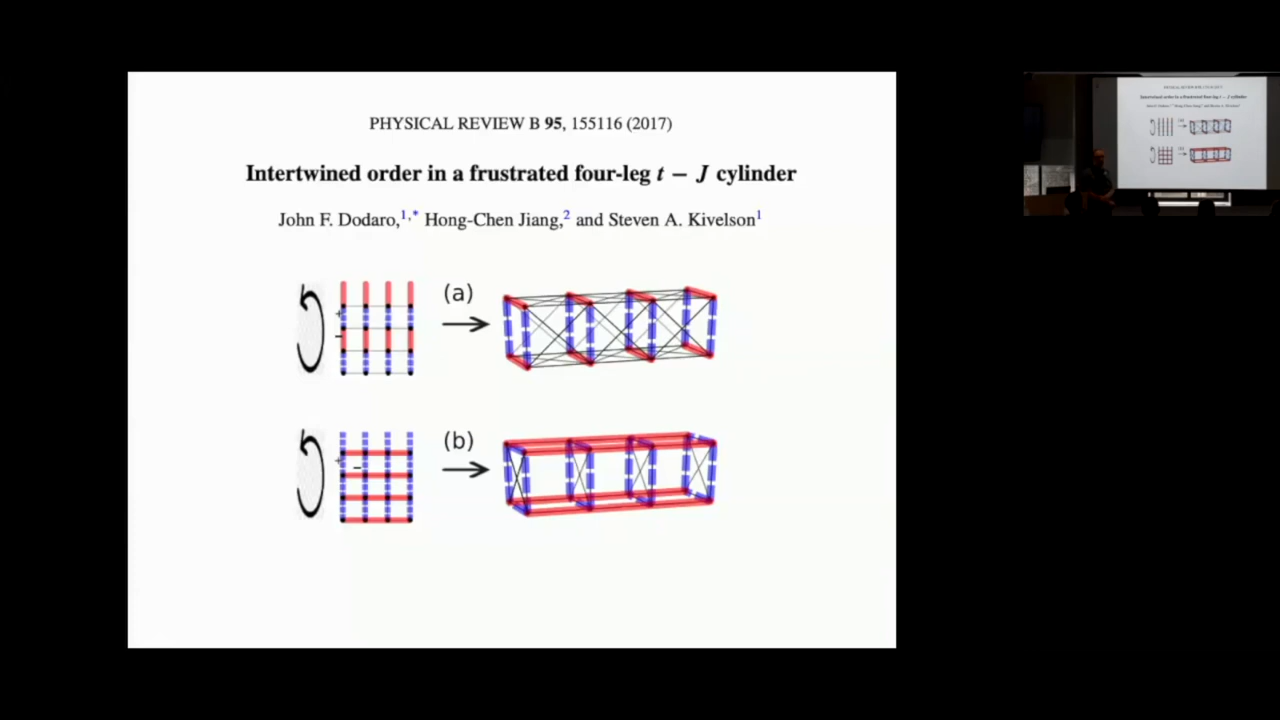 PHYSICAL REVIEW B 95, 155116 (2017)
Intertwined order in a frustrated four-leg t − J cylinder
John F. Dodaro,1,* Hong-Chen Jiang,2 and Steven A. Kivelson1
(a)
+
−
(b)
+
−